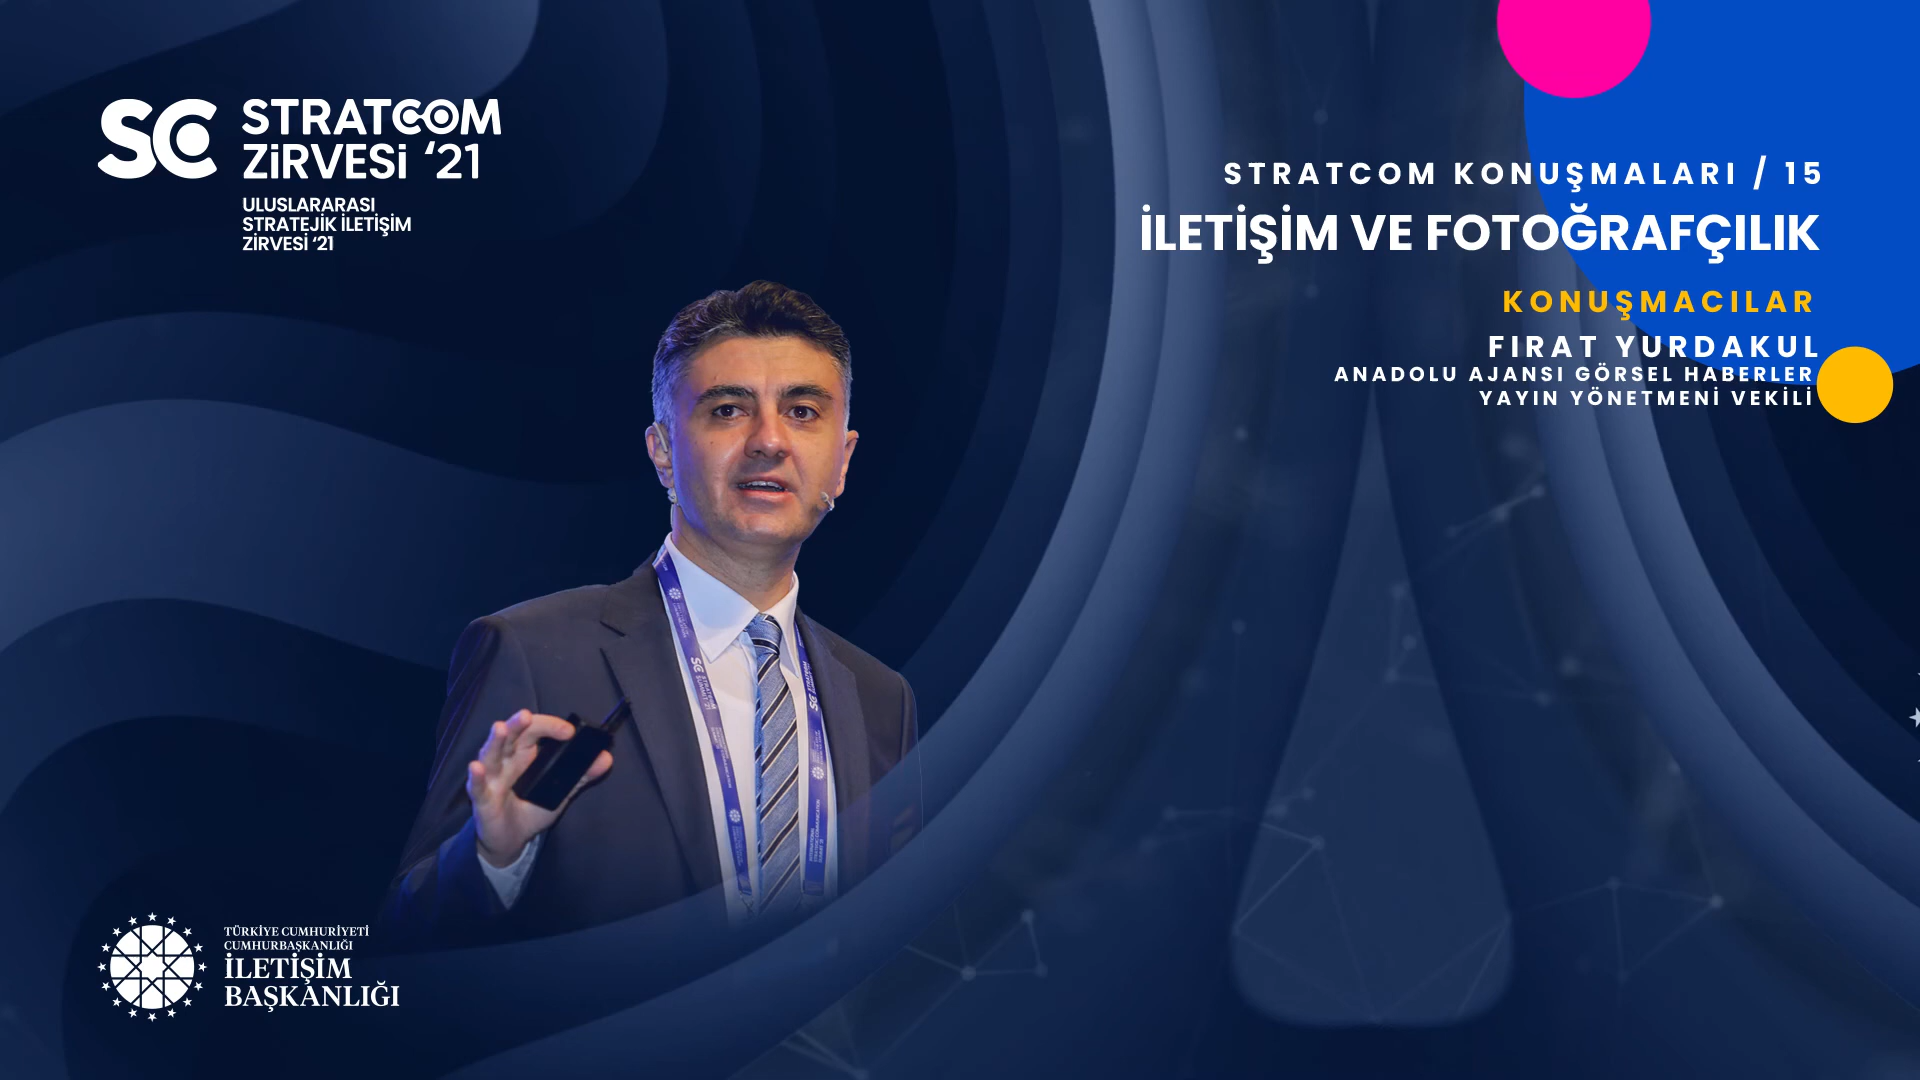 SC STRATCOM
ZİRVESİ ‘21
ULUSLARARASI
STRATEJİK İLETİŞİM
ZİRVESİ ‘21
STRATCOM KONUŞMALARI / 15
İLETİŞİM VE FOTOĞRAFÇILIK
KONUŞMACILAR
FIRAT YURDAKUL
ANADOLU AJANSI GÖRSEL HABERLER
YAYIN YÖNETMENİ VEKİLİ
TÜRKİYE CUMHURİYETİ
CUMHURBAŞKANLIĞI
İLETİŞİM
BAŞKANLIĞI